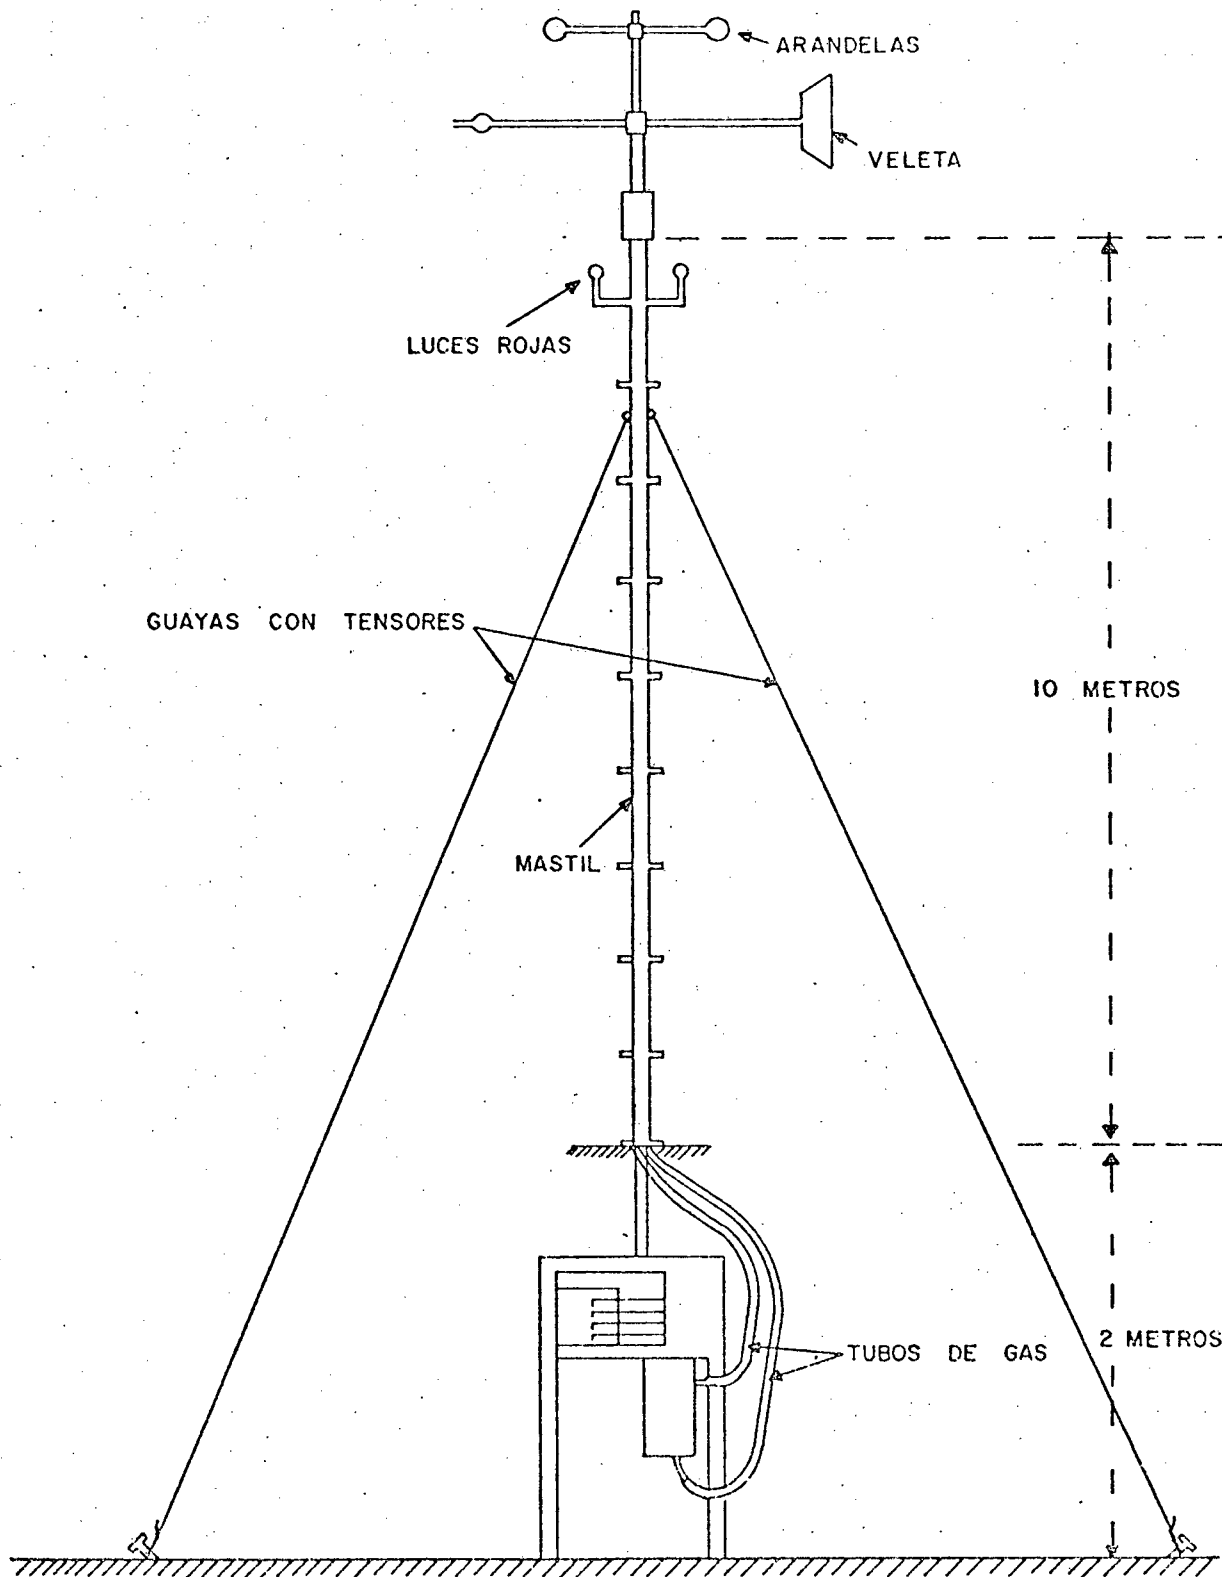 ARANDELAS
VELETA
LUCES ROJAS
GUAYAS CON TENSORES
10 METROS
MASTIL
2 METROS
TUBOS DE GAS